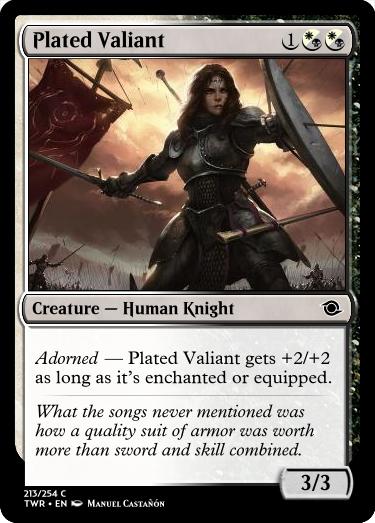 Plated Valiant 1
Creature — Human Knight
Adorned — Plated Valiant gets +2/+2
as long as it's enchanted or equipped.
What the songs never mentioned was
how a quality suit of armor was worth
more than sword and skill combined.
3/3
213/254 C
TWR • EN Manuel Castañón